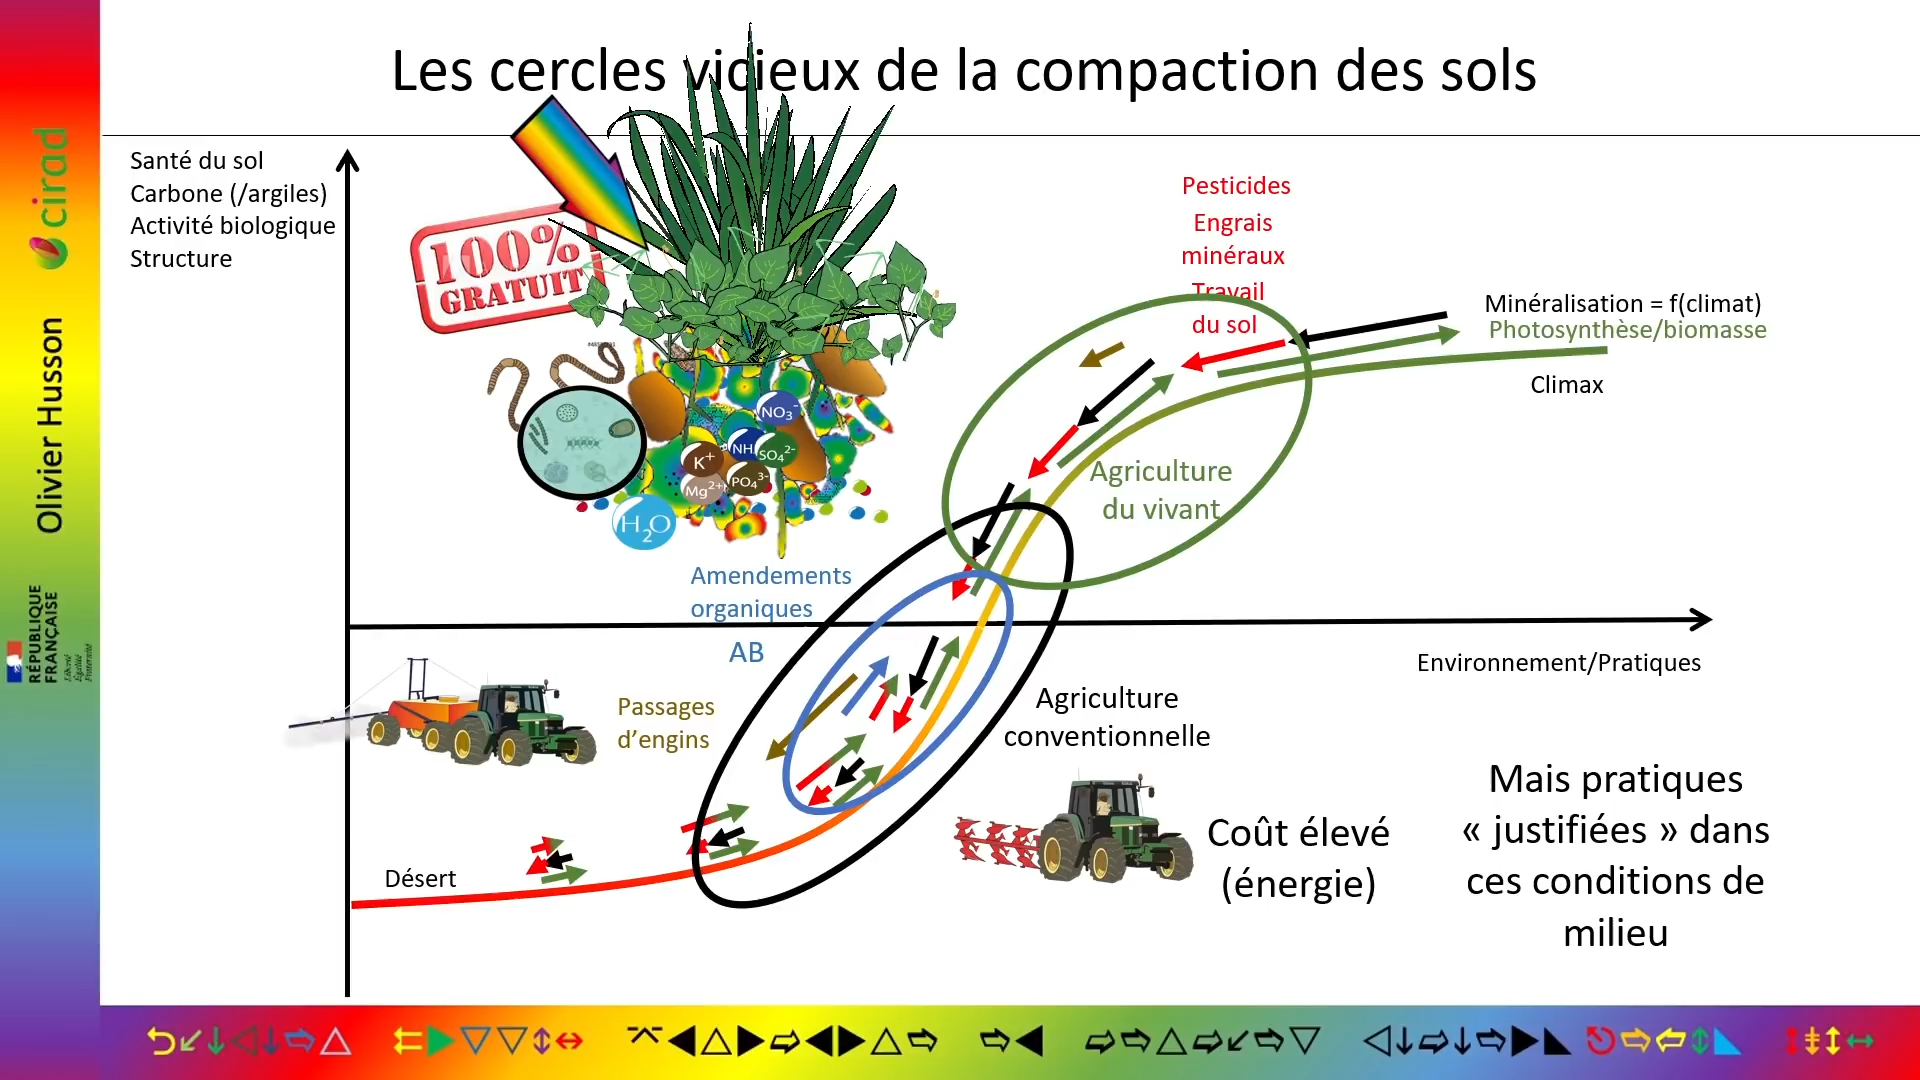 Les cercles vicieux de la compaction des sols
cirad
Olivier Husson
RÉPUBLIQUE
FRANÇAISE
Liberté
Égalité
Fraternité
Santé du sol
Carbone (/argiles)
Activité biologique
Structure
100%
GRATUIT
NO₃⁻
NH
SO₄²⁻
K⁺
Mg²⁺
PO₄³⁻
H₂O
Pesticides
Engrais
minéraux
Travail
du sol
Minéralisation = f(climat)
Photosynthèse/biomasse
Climax
Agriculture
du vivant
Amendements
organiques
AB
Environnement/Pratiques
Passages
d’engins
Agriculture
conventionnelle
Désert
Coût élevé
(énergie)
Mais pratiques
« justifiées » dans
ces conditions de
milieu